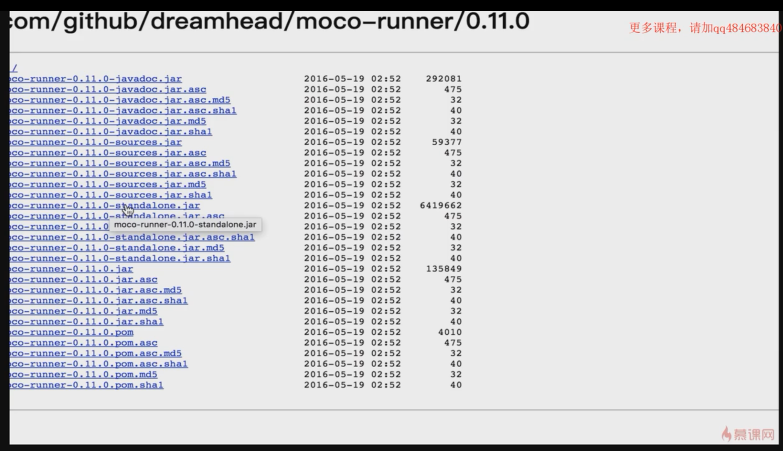 com/github/dreamhead/moco-runner/0.11.0
更多课程，请加qq484683840
/
oco-runner-0.11.0-javadoc.jar 2016-05-19 02:52 292081
oco-runner-0.11.0-javadoc.jar.asc 2016-05-19 02:52 475
oco-runner-0.11.0-javadoc.jar.asc.md5 2016-05-19 02:52 32
oco-runner-0.11.0-javadoc.jar.asc.sha1 2016-05-19 02:52 40
oco-runner-0.11.0-javadoc.jar.md5 2016-05-19 02:52 32
oco-runner-0.11.0-javadoc.jar.sha1 2016-05-19 02:52 40
oco-runner-0.11.0-sources.jar 2016-05-19 02:52 59377
oco-runner-0.11.0-sources.jar.asc 2016-05-19 02:52 475
oco-runner-0.11.0-sources.jar.asc.md5 2016-05-19 02:52 32
oco-runner-0.11.0-sources.jar.asc.sha1 2016-05-19 02:52 40
oco-runner-0.11.0-sources.jar.md5 2016-05-19 02:52 32
oco-runner-0.11.0-sources.jar.sha1 2016-05-19 02:52 40
oco-runner-0.11.0-standalone.jar 2016-05-19 02:52 6419662
oco-runner-0.11.0-standalone.jar.asc 2016-05-19 02:52 475
oco-runner-0.11.0 2016-05-19 02:52 32
moco-runner-0.11.0-standalone.jar
oco-runner-0.11.0-standalone.jar.asc.sha1 2016-05-19 02:52 40
oco-runner-0.11.0-standalone.jar.md5 2016-05-19 02:52 32
oco-runner-0.11.0-standalone.jar.sha1 2016-05-19 02:52 40
oco-runner-0.11.0.jar 2016-05-19 02:52 135849
oco-runner-0.11.0.jar.asc 2016-05-19 02:52 475
oco-runner-0.11.0.jar.asc.md5 2016-05-19 02:52 32
oco-runner-0.11.0.jar.asc.sha1 2016-05-19 02:52 40
oco-runner-0.11.0.jar.md5 2016-05-19 02:52 32
oco-runner-0.11.0.jar.sha1 2016-05-19 02:52 40
oco-runner-0.11.0.pom 2016-05-19 02:52 4010
oco-runner-0.11.0.pom.asc 2016-05-19 02:52 475
oco-runner-0.11.0.pom.asc.md5 2016-05-19 02:52 32
oco-runner-0.11.0.pom.asc.sha1 2016-05-19 02:52 40
oco-runner-0.11.0.pom.md5 2016-05-19 02:52 32
oco-runner-0.11.0.pom.sha1 2016-05-19 02:52 40
慕课网